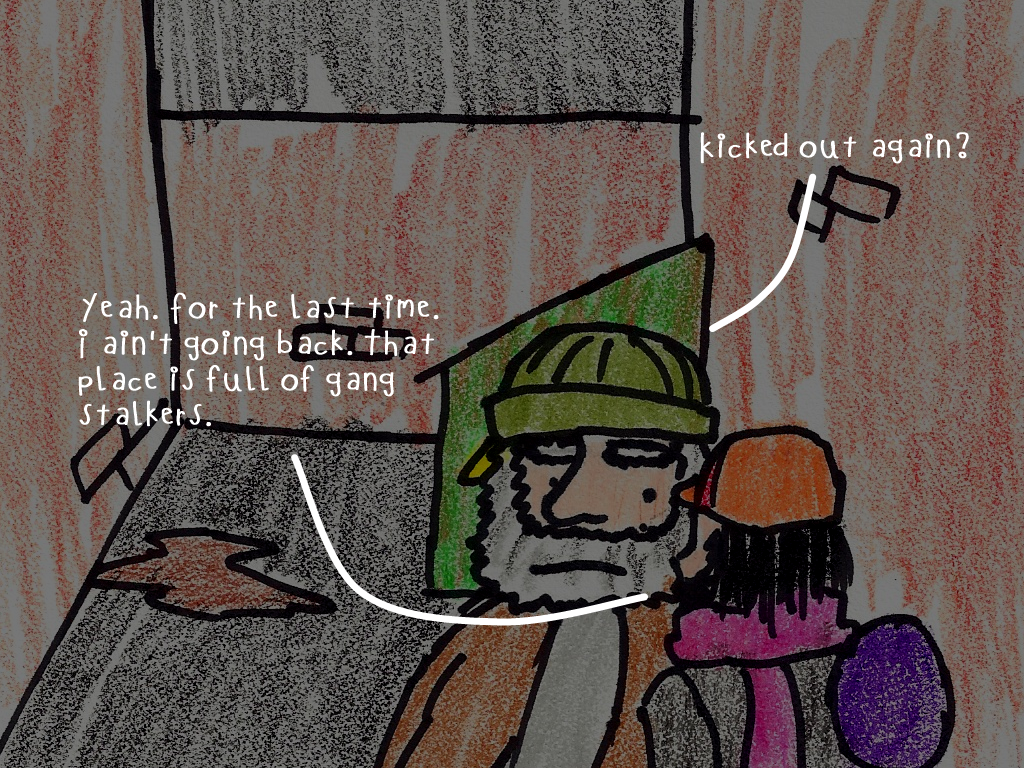 kicked out again?
Yeah. for the last time.
i ain't going back. that
place is full of gang
stalkers.